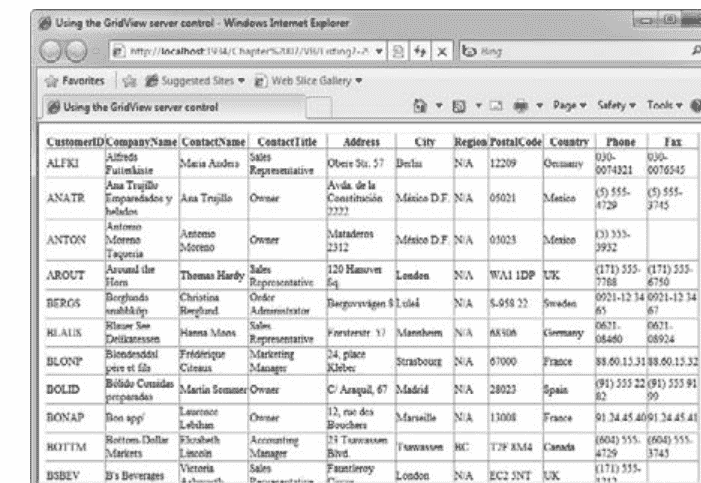 Using the GridView server control - Windows Internet Explorer
Bing
Favorites Suggested Sites Web Slice Gallery
Using the GridView server control Page Safety Tools
CustomerID CompanyName ContactName ContactTitle Address City Region PostalCode Country Phone Fax
ALFKI Alfreds Futterkiste Maria Anders Sales Representative Obere Str. 57 Berlin N/A 12209 Germany 030-0074321 030-0076545
ANATR Ana Trujillo Emparedados y helados Ana Trujillo Owner Avda. de la Constitución 2222 México D.F. N/A 05021 Mexico (5) 555-4729 (5) 555-3745
ANTON Antonio Moreno Taquería Antonio Moreno Owner Mataderos 2312 México D.F. N/A 05023 Mexico (5) 555-3932
AROUT Around the Horn Thomas Hardy Sales Representative 120 Hanover Sq. London N/A WA1 1DP UK (171) 555-7788 (171) 555-6750
BERGS Berglunds snabbköp Christina Berglund Order Administrator Berguvsvägen 8 Luleå N/A S-958 22 Sweden 0921-12 34 65 0921-12 34 67
BLAUS Blauer See Delikatessen Hanna Moos Sales Representative Forsterstr. 57 Mannheim N/A 68306 Germany 0621-08460 0621-08924
BLONP Blondesddsl père et fils Frédérique Citeaux Marketing Manager 24, place Kléber Strasbourg N/A 67000 France 88.60.15.31 88.60.15.32
BOLID Bólido Comidas preparadas Martín Sommer Owner C/ Araquil, 67 Madrid N/A 28023 Spain (91) 555 22 82 (91) 555 91 99
BONAP Bon app' Laurence Lebihan Owner 12, rue des Bouchers Marseille N/A 13008 France 91.24.45.40 91.24.45.41
BOTTM Bottom-Dollar Markets Elizabeth Lincoln Accounting Manager 23 Tsawassen Blvd. Tsawassen BC T2F 8M4 Canada (604) 555-4729 (604) 555-3745
BSBEV B's Beverages Victoria Sales Fauntleroy London N/A EC2 5NT UK (171) 555-